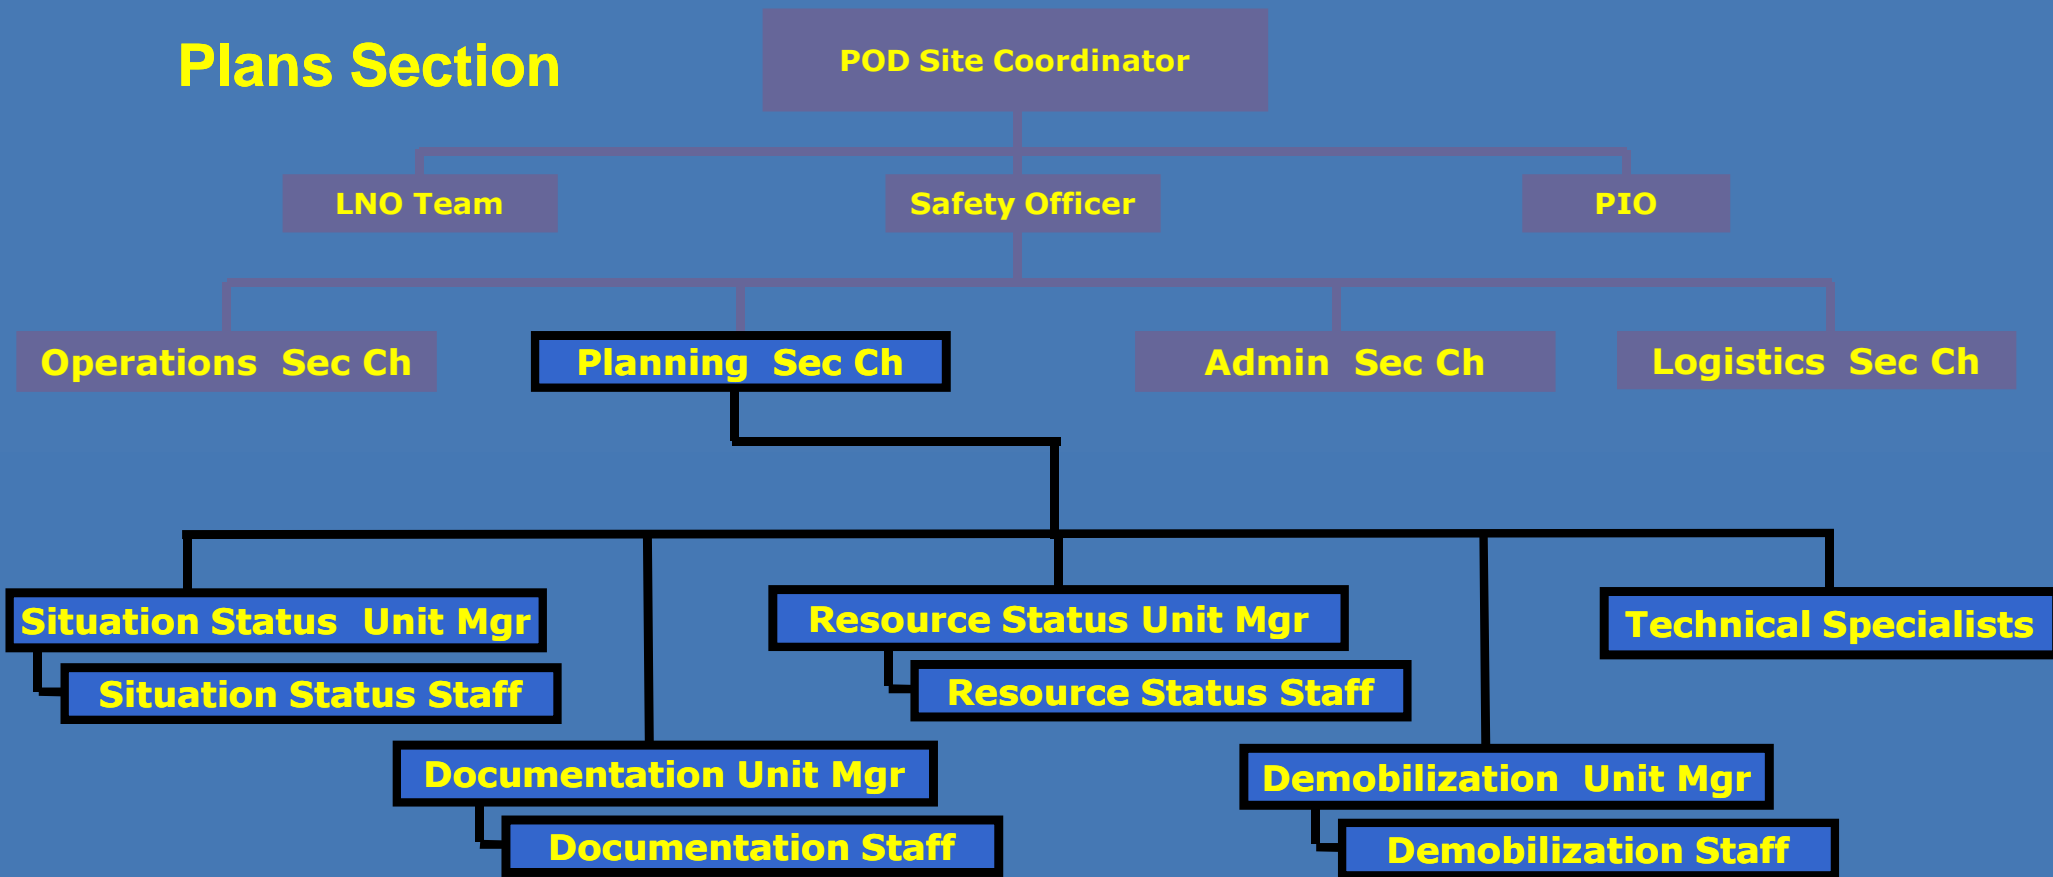 Plans Section
POD Site Coordinator
LNO Team
Safety Officer
PIO
Operations  Sec Ch
Planning  Sec Ch
Admin  Sec Ch
Logistics  Sec Ch
Situation Status  Unit Mgr
Resource Status Unit Mgr
Technical Specialists
Situation Status Staff
Resource Status Staff
Documentation Unit Mgr
Demobilization  Unit Mgr
Documentation Staff
Demobilization Staff